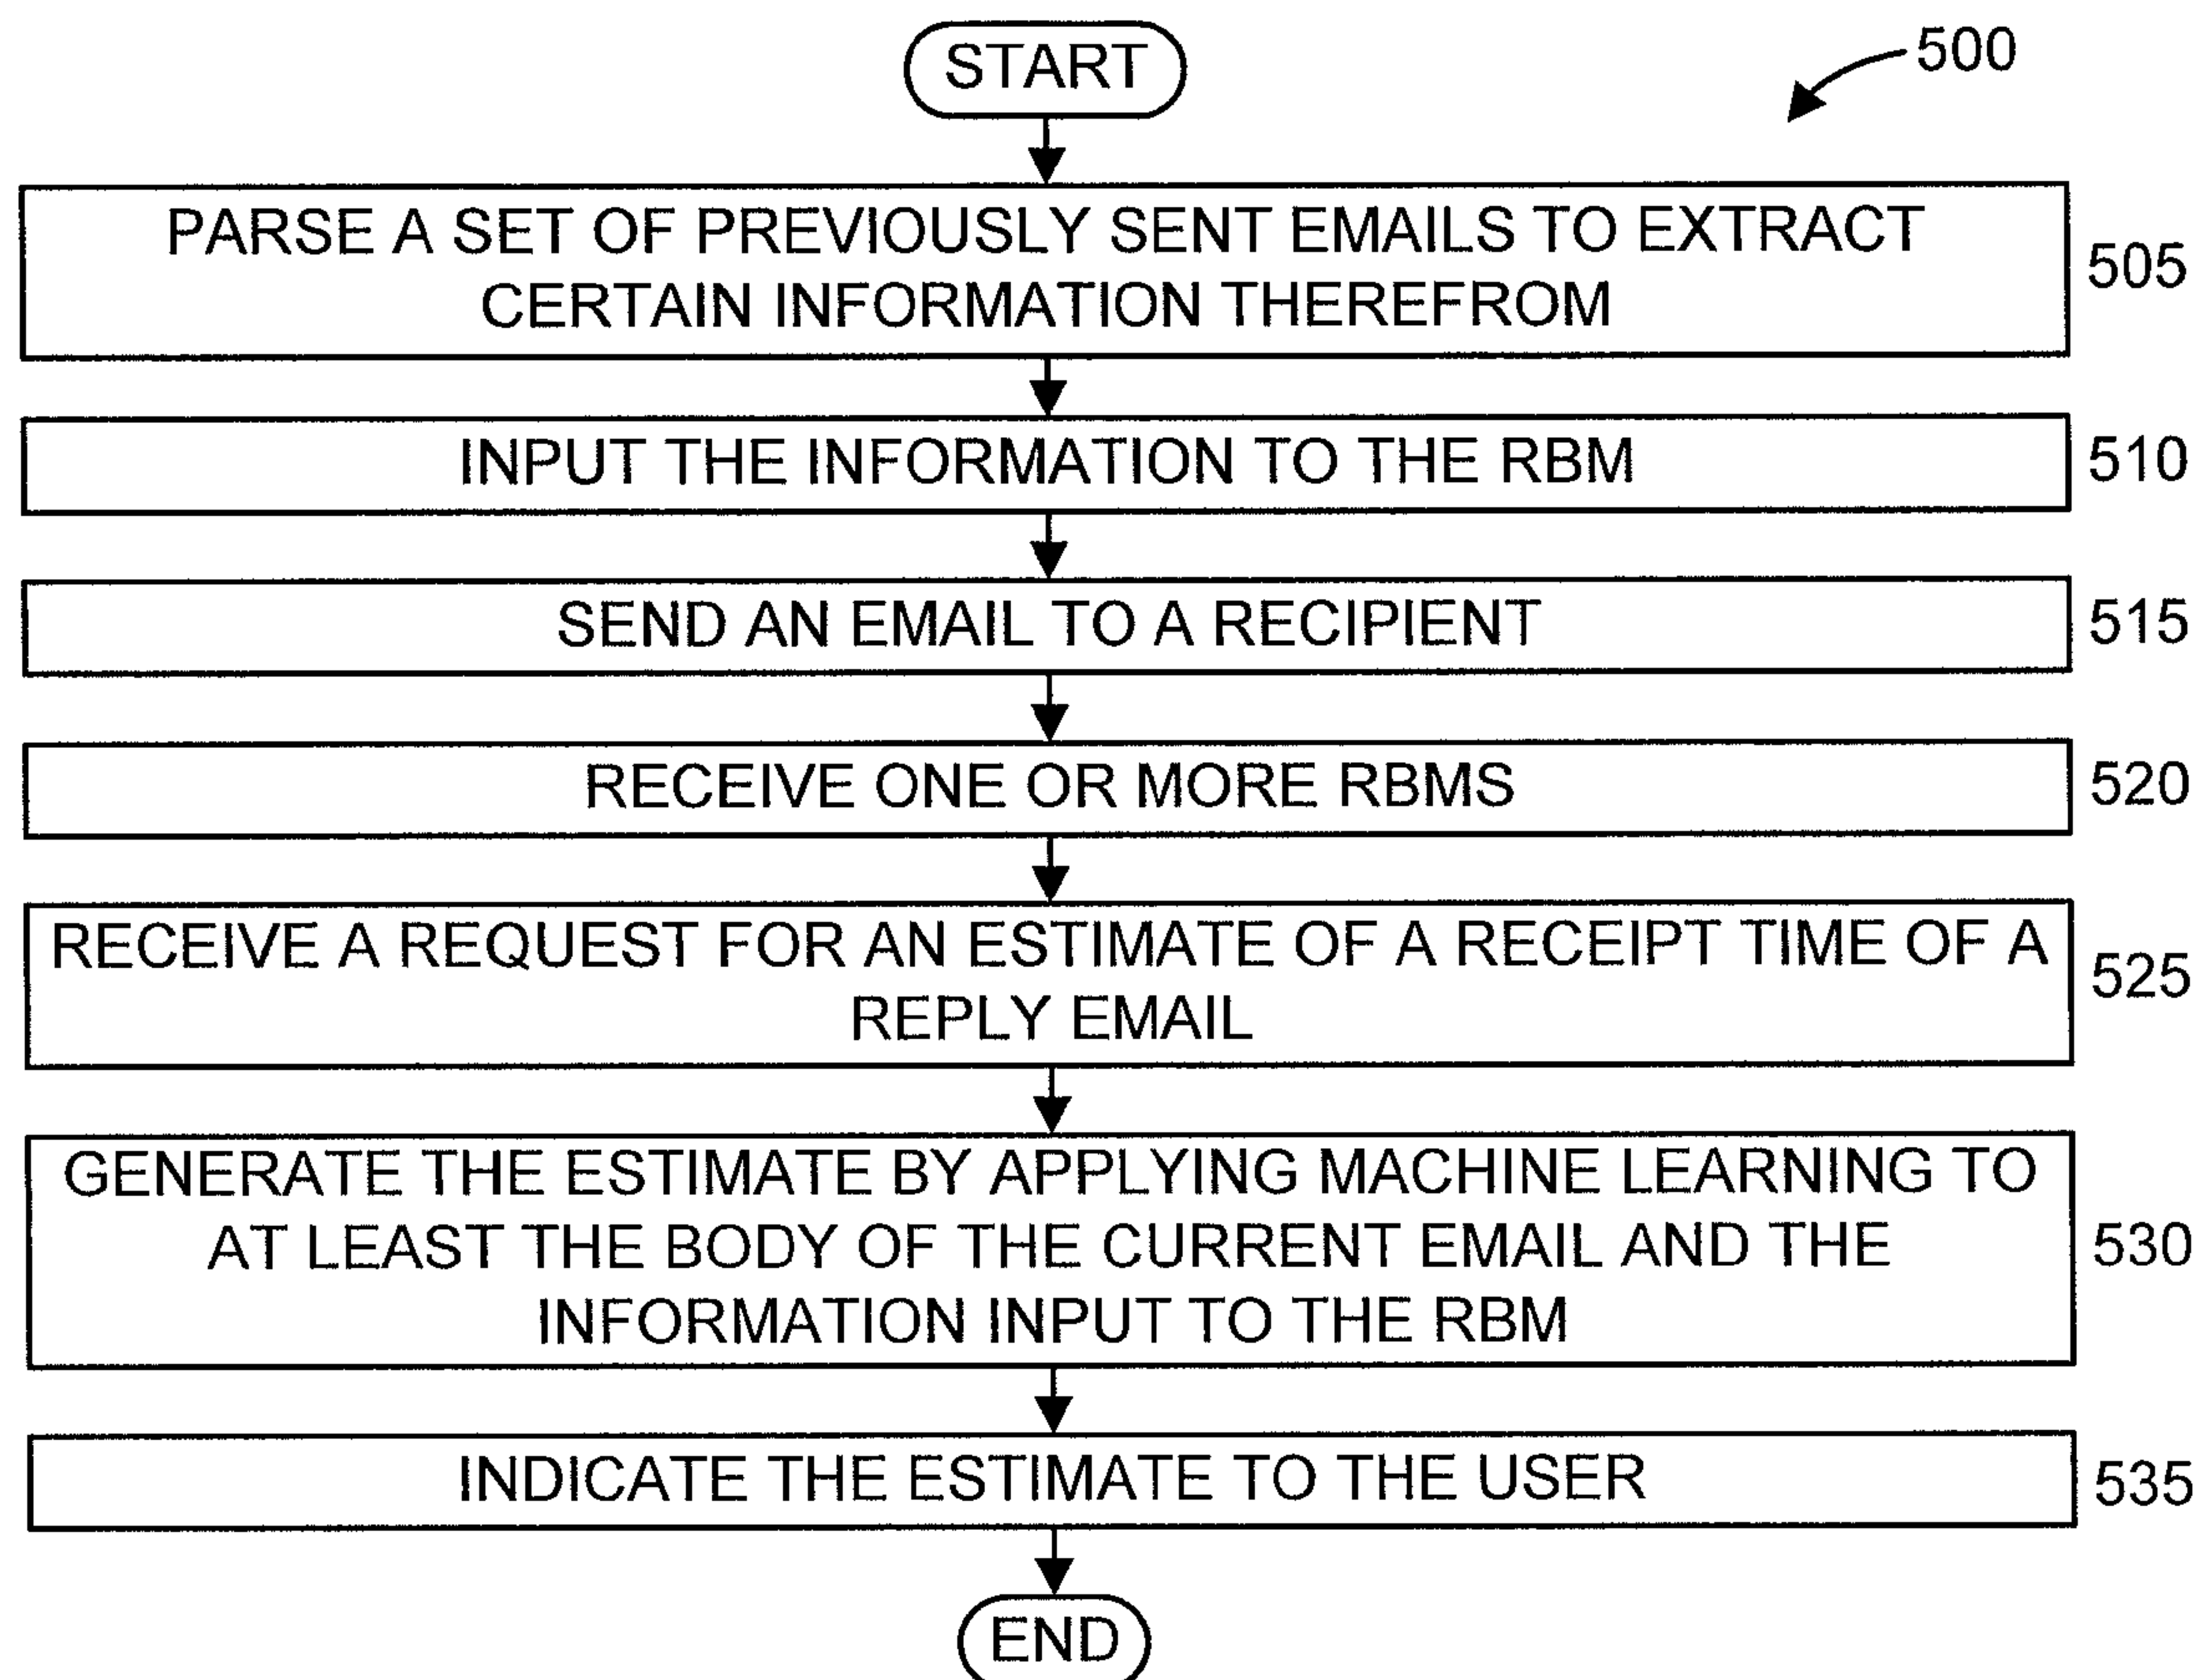 START
500
PARSE A SET OF PREVIOUSLY SENT EMAILS TO EXTRACT
CERTAIN INFORMATION THEREFROM
505
INPUT THE INFORMATION TO THE RBM
510
SEND AN EMAIL TO A RECIPIENT
515
RECEIVE ONE OR MORE RBMS
520
RECEIVE A REQUEST FOR AN ESTIMATE OF A RECEIPT TIME OF A
REPLY EMAIL
525
GENERATE THE ESTIMATE BY APPLYING MACHINE LEARNING TO
AT LEAST THE BODY OF THE CURRENT EMAIL AND THE
INFORMATION INPUT TO THE RBM
530
INDICATE THE ESTIMATE TO THE USER
535
END